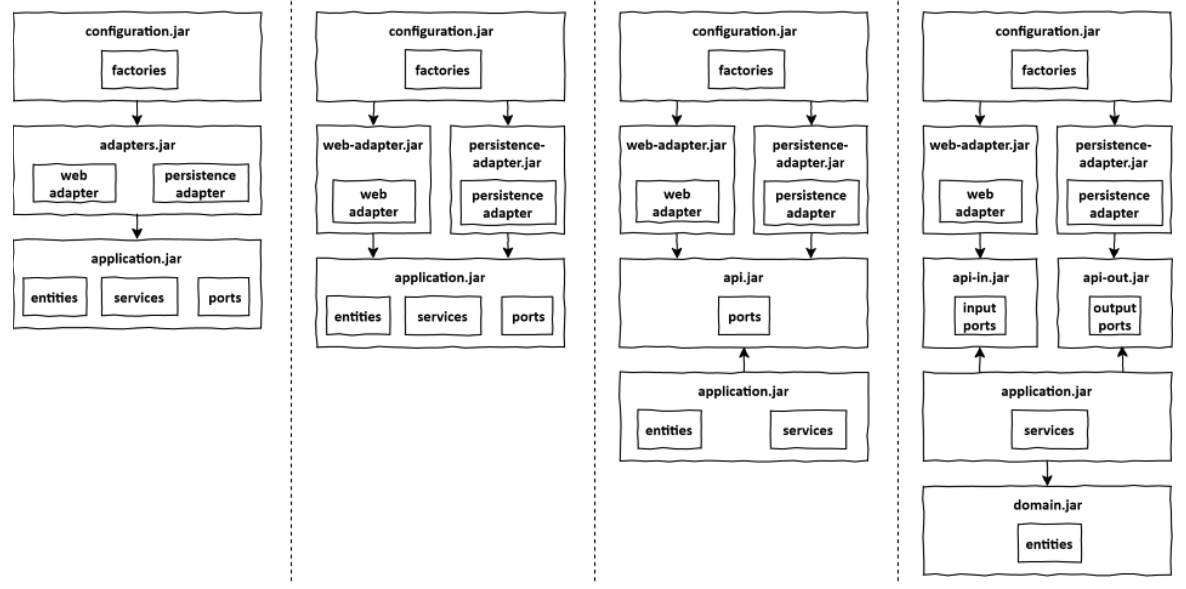 configuration.jar
factories
adapters.jar
web
adapter
persistence
adapter
application.jar
entities
services
ports
configuration.jar
factories
web-adapter.jar
web
adapter
persistence-
adapter.jar
persistence
adapter
application.jar
entities
services
ports
configuration.jar
factories
web-adapter.jar
web
adapter
persistence-
adapter.jar
persistence
adapter
api.jar
ports
application.jar
entities
services
configuration.jar
factories
web-adapter.jar
web
adapter
persistence-
adapter.jar
persistence
adapter
api-in.jar
input
ports
api-out.jar
output
ports
application.jar
services
domain.jar
entities